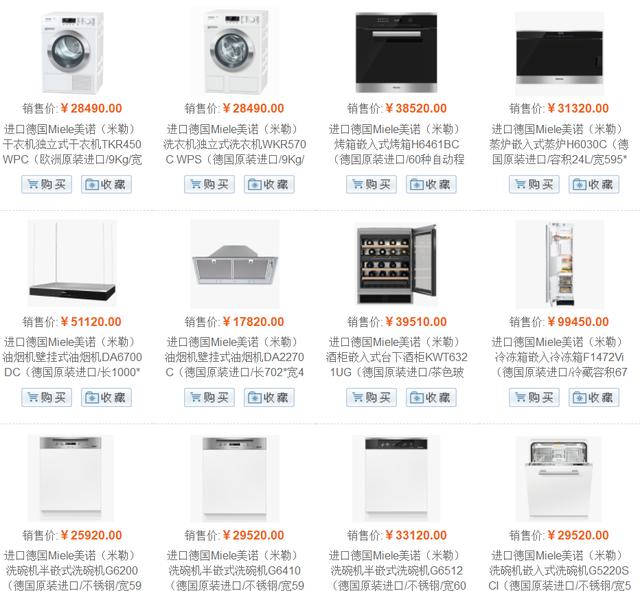 销售价:￥28490.00
进口德国Miele美诺（米勒）
干衣机独立式干衣机TKR450
WPC（欧洲原装进口/9Kg/宽
购买 收藏
销售价:￥28490.00
进口德国Miele美诺（米勒）
洗衣机独立式洗衣机WKR570
C WPS（德国原装进口/9Kg/
购买 收藏
销售价:￥38520.00
进口德国Miele美诺（米勒）
烤箱嵌入式烤箱H6461BC
（德国原装进口/60种自动程
购买 收藏
销售价:￥31320.00
进口德国Miele美诺（米勒）
蒸炉嵌入式蒸炉H6030C（德
国原装进口/容积24L/宽595*
购买 收藏
销售价:￥51120.00
进口德国Miele美诺（米勒）
油烟机壁挂式油烟机DA6700
DC（德国原装进口/长1000*
购买 收藏
销售价:￥17820.00
进口德国Miele美诺（米勒）
油烟机壁挂式油烟机DA2270
C（德国原装进口/长702*宽4
购买 收藏
销售价:￥39510.00
进口德国Miele美诺（米勒）
酒柜嵌入式台下酒柜KWT632
1UG（德国原装进口/茶色玻
购买 收藏
销售价:￥99450.00
进口德国Miele美诺（米勒）
冷冻箱嵌入冷冻箱F1472Vi
（德国原装进口/冷藏容积67
购买 收藏
销售价:￥25920.00
进口德国Miele美诺（米勒）
洗碗机半嵌式洗碗机G6200
（德国原装进口/不锈钢/宽59
销售价:￥29520.00
进口德国Miele美诺（米勒）
洗碗机半嵌式洗碗机G6410
（德国原装进口/不锈钢/宽59
销售价:￥33120.00
进口德国Miele美诺（米勒）
洗碗机半嵌式洗碗机G6512
（德国原装进口/不锈钢/宽60
销售价:￥29520.00
进口德国Miele美诺（米勒）
洗碗机嵌入式洗碗机G5220S
CI（德国原装进口/不锈钢/宽5